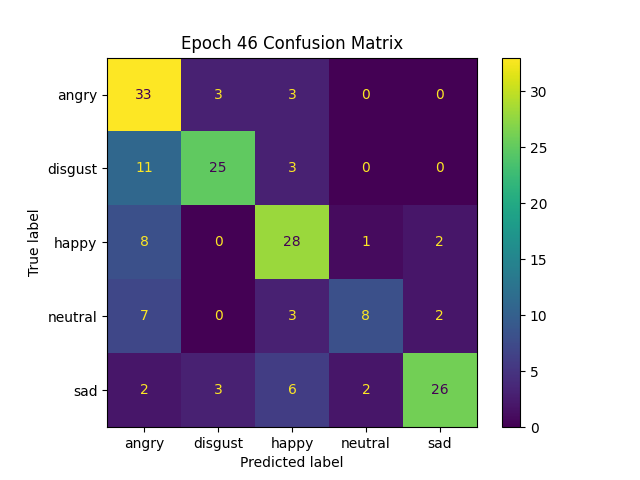 Epoch 46 Confusion Matrix
angry 33 3 3 0 0
disgust 11 25 3 0 0
happy 8 0 28 1 2
neutral 7 0 3 8 2
sad 2 3 6 2 26
angry disgust happy neutral sad
Predicted label
True label
30
25
20
15
10
5
0